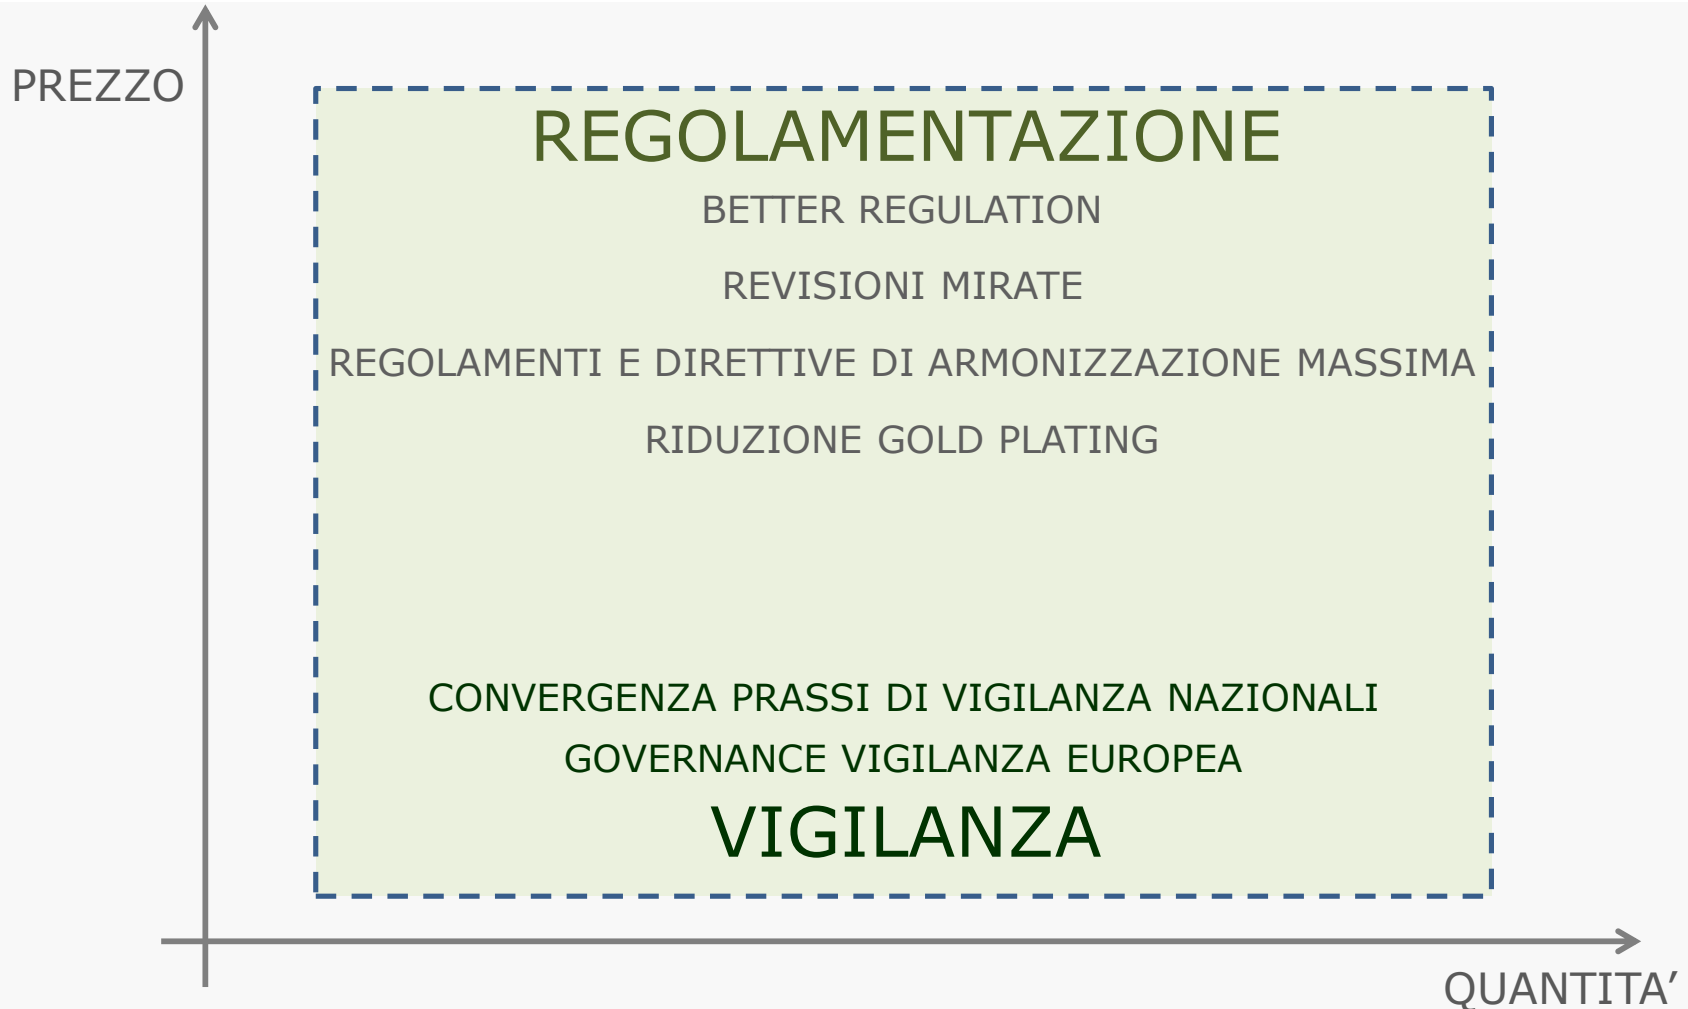 PREZZO
REGOLAMENTAZIONE
BETTER REGULATION
REVISIONI MIRATE
REGOLAMENTI E DIRETTIVE DI ARMONIZZAZIONE MASSIMA
RIDUZIONE GOLD PLATING
CONVERGENZA PRASSI DI VIGILANZA NAZIONALI
GOVERNANCE VIGILANZA EUROPEA
VIGILANZA
QUANTITA’